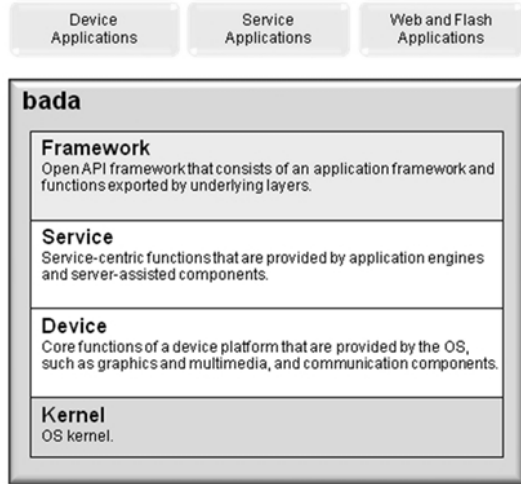 Device
Applications
Service
Applications
Web and Flash
Applications
bada
Framework
Open API framework that consists of an application framework and
functions exported by underlying layers.
Service
Service-centric functions that are provided by application engines
and server-assisted components.
Device
Core functions of a device platform that are provided by the OS,
such as graphics and multimedia, and communication components.
Kernel
OS kernel.